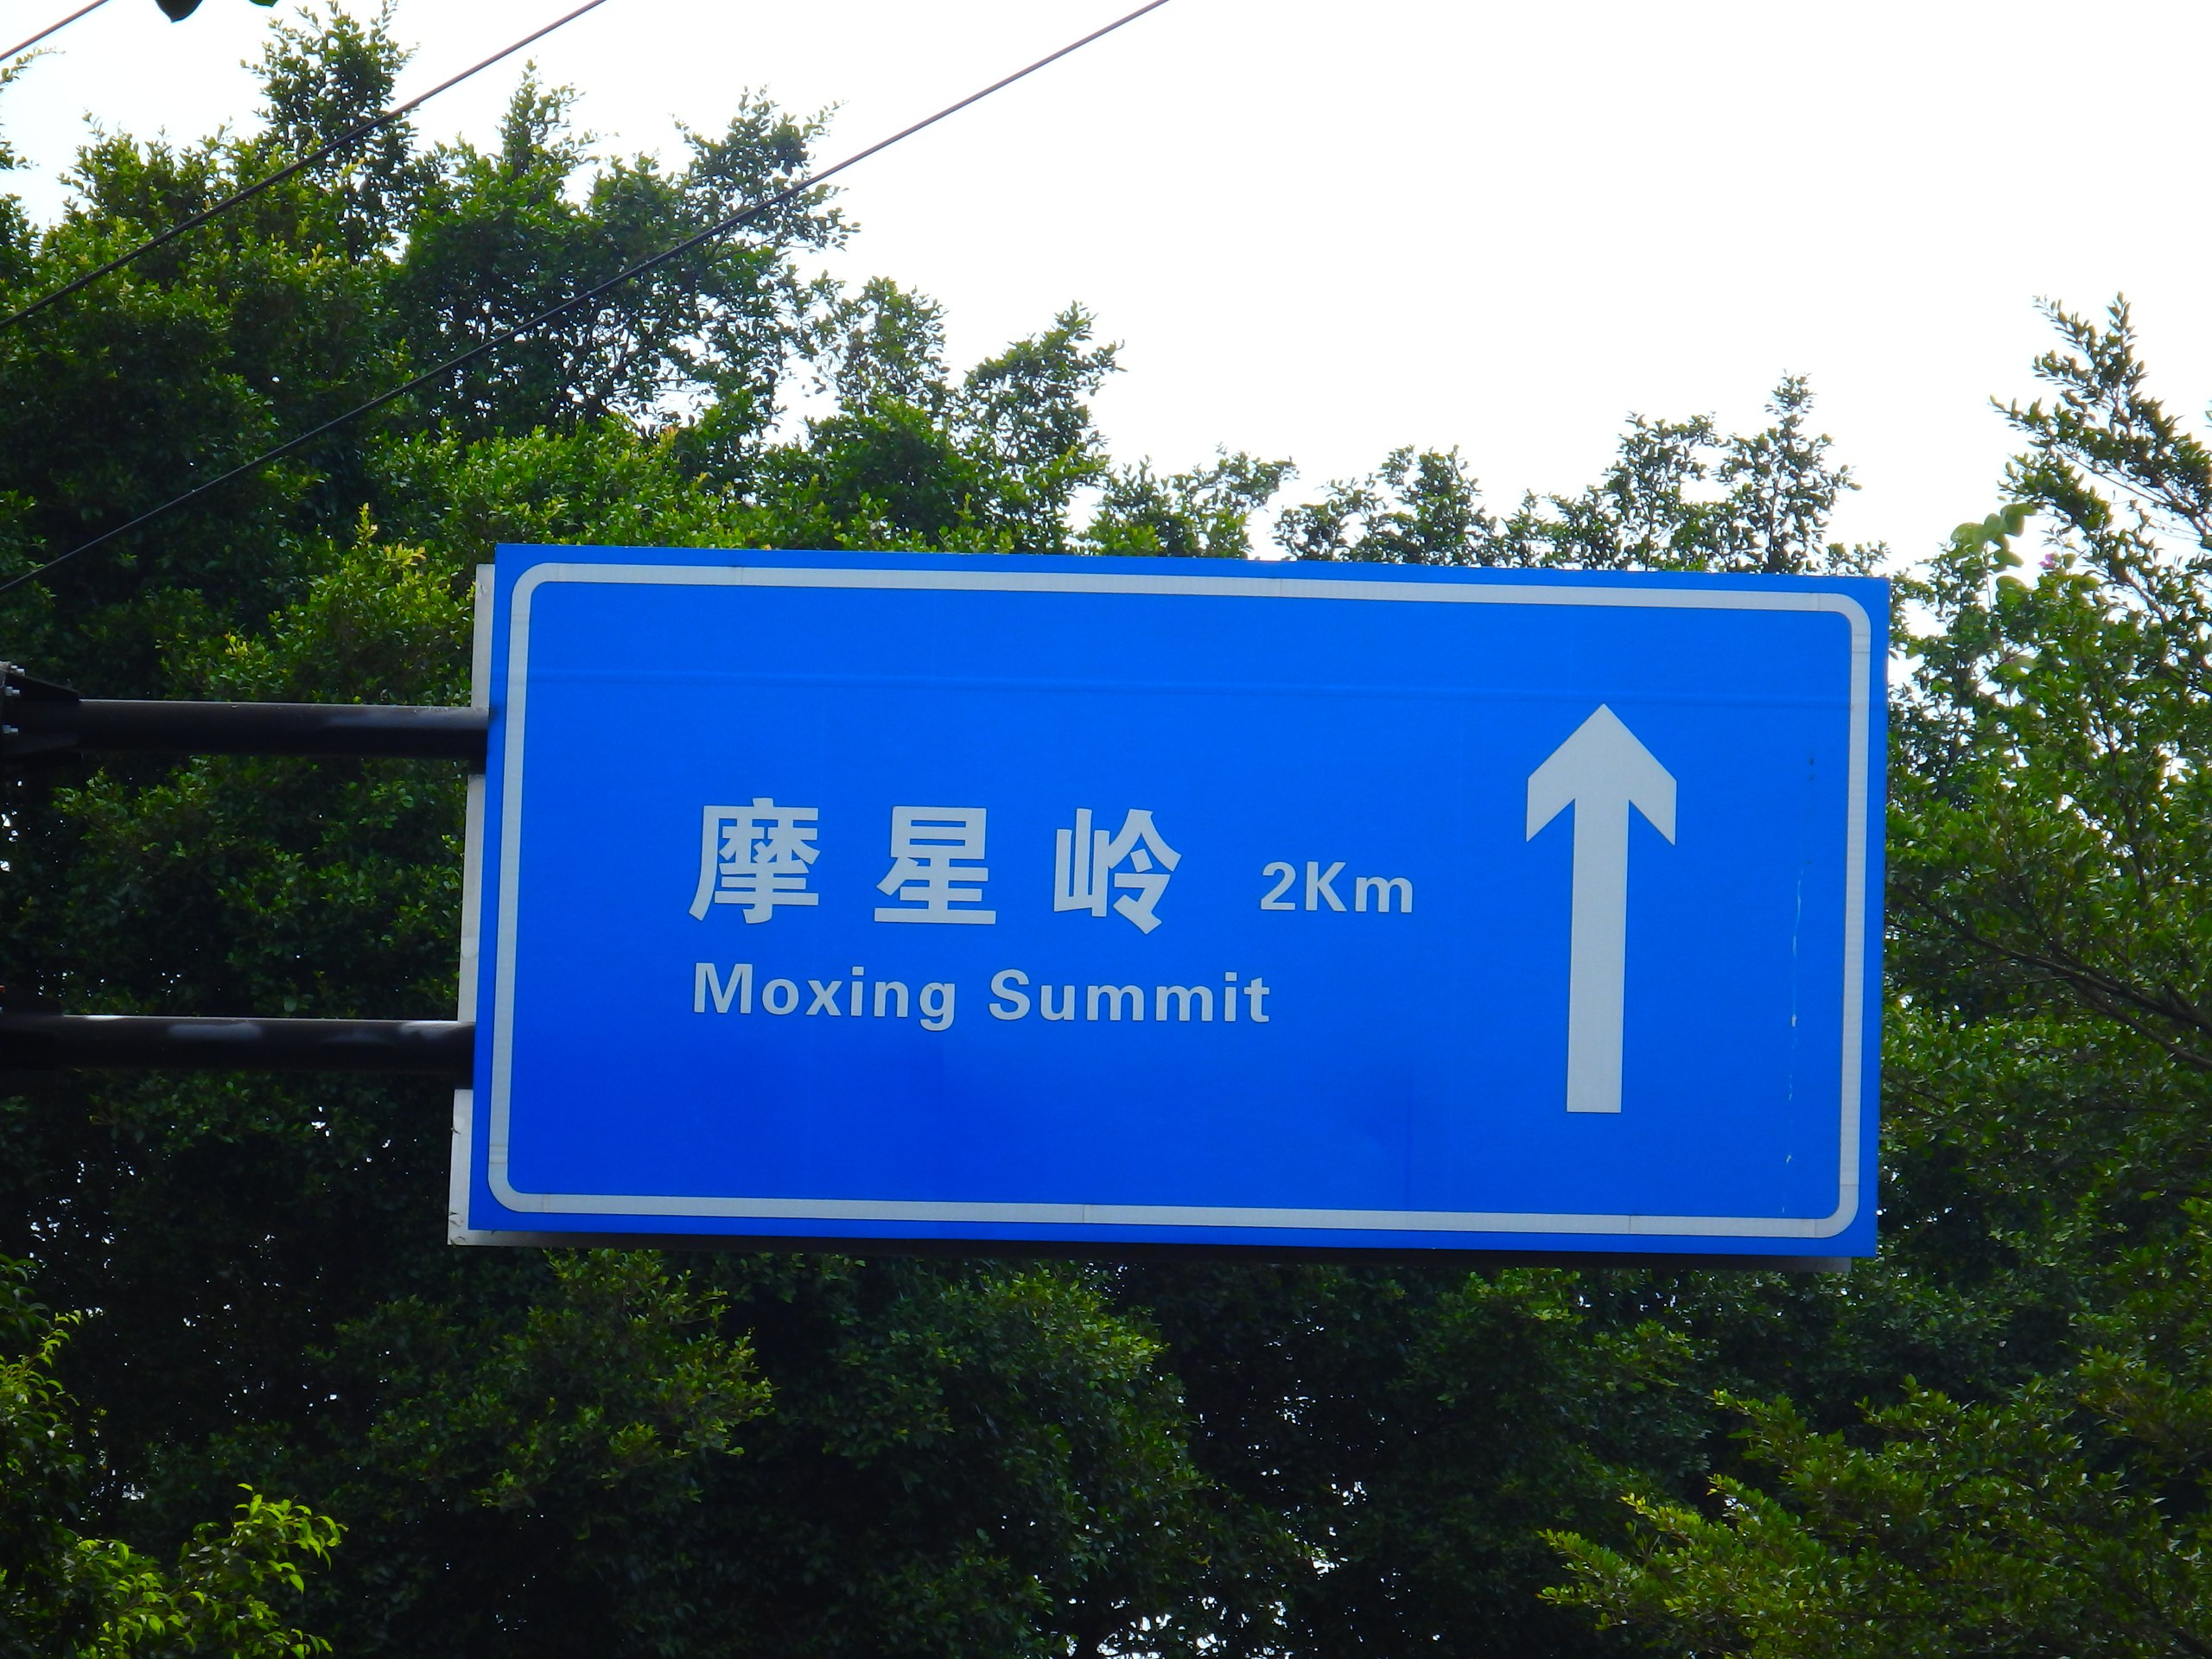 摩星岭 2Km
Moxing Summit